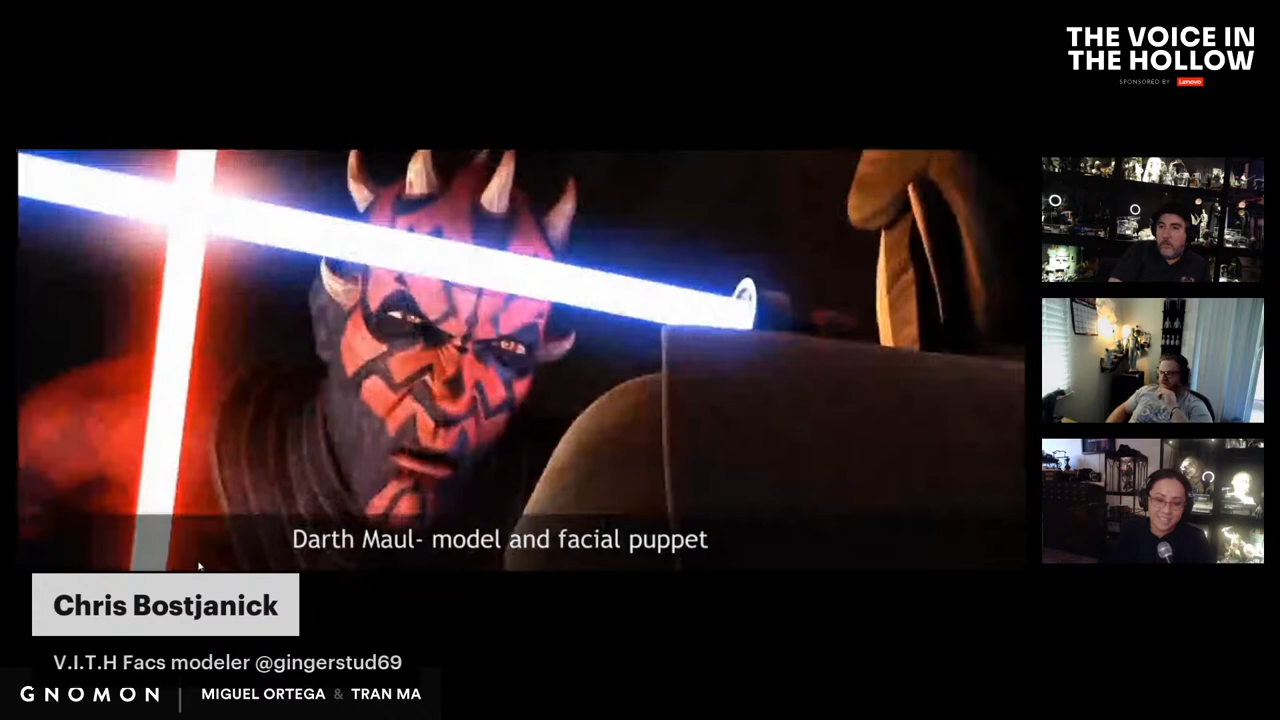 THE VOICE IN
THE HOLLOW
SPONSORED BY Lenovo
Darth Maul- model and facial puppet
Chris Bostjanick
V.I.T.H Facs modeler @gingerstud69
GNOMON | MIGUEL ORTEGA & TRAN MA